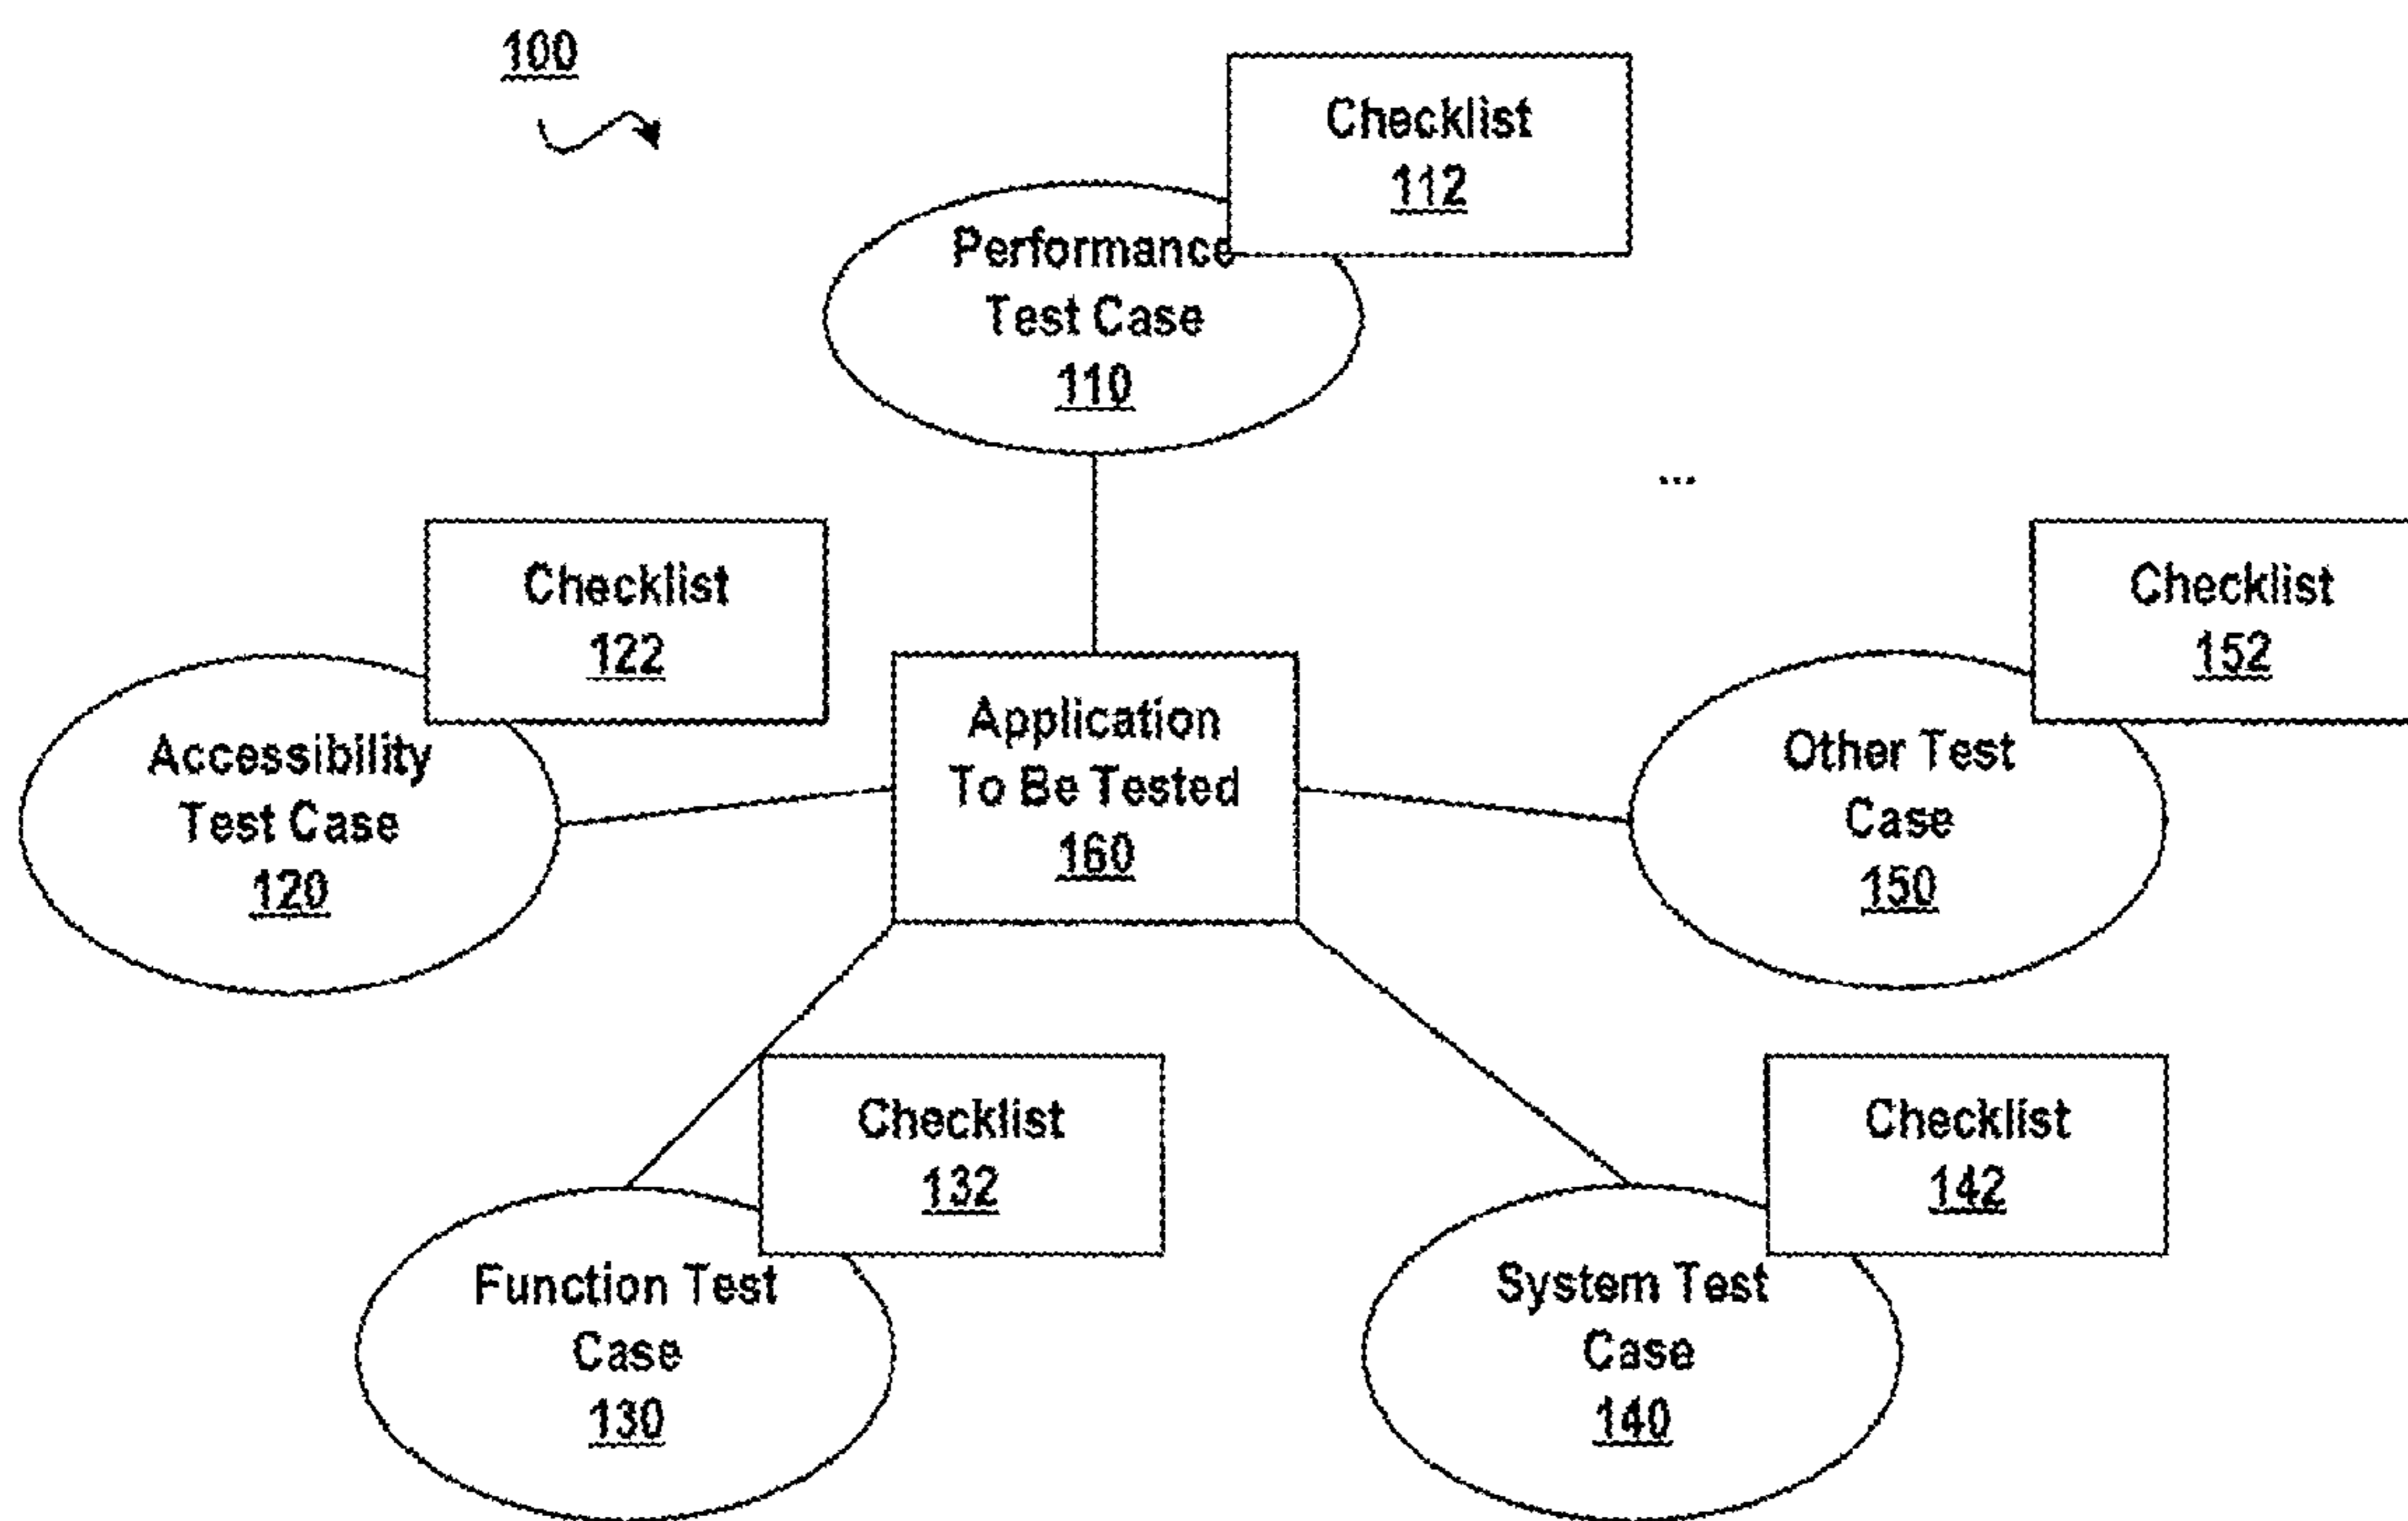 100
Checklist
112
Performance
Test Case
110
...
Checklist
122
Checklist
152
Accessibility
Test Case
120
Application
To Be Tested
160
Other Test
Case
150
Checklist
132
Checklist
142
Function Test
Case
130
System Test
Case
140